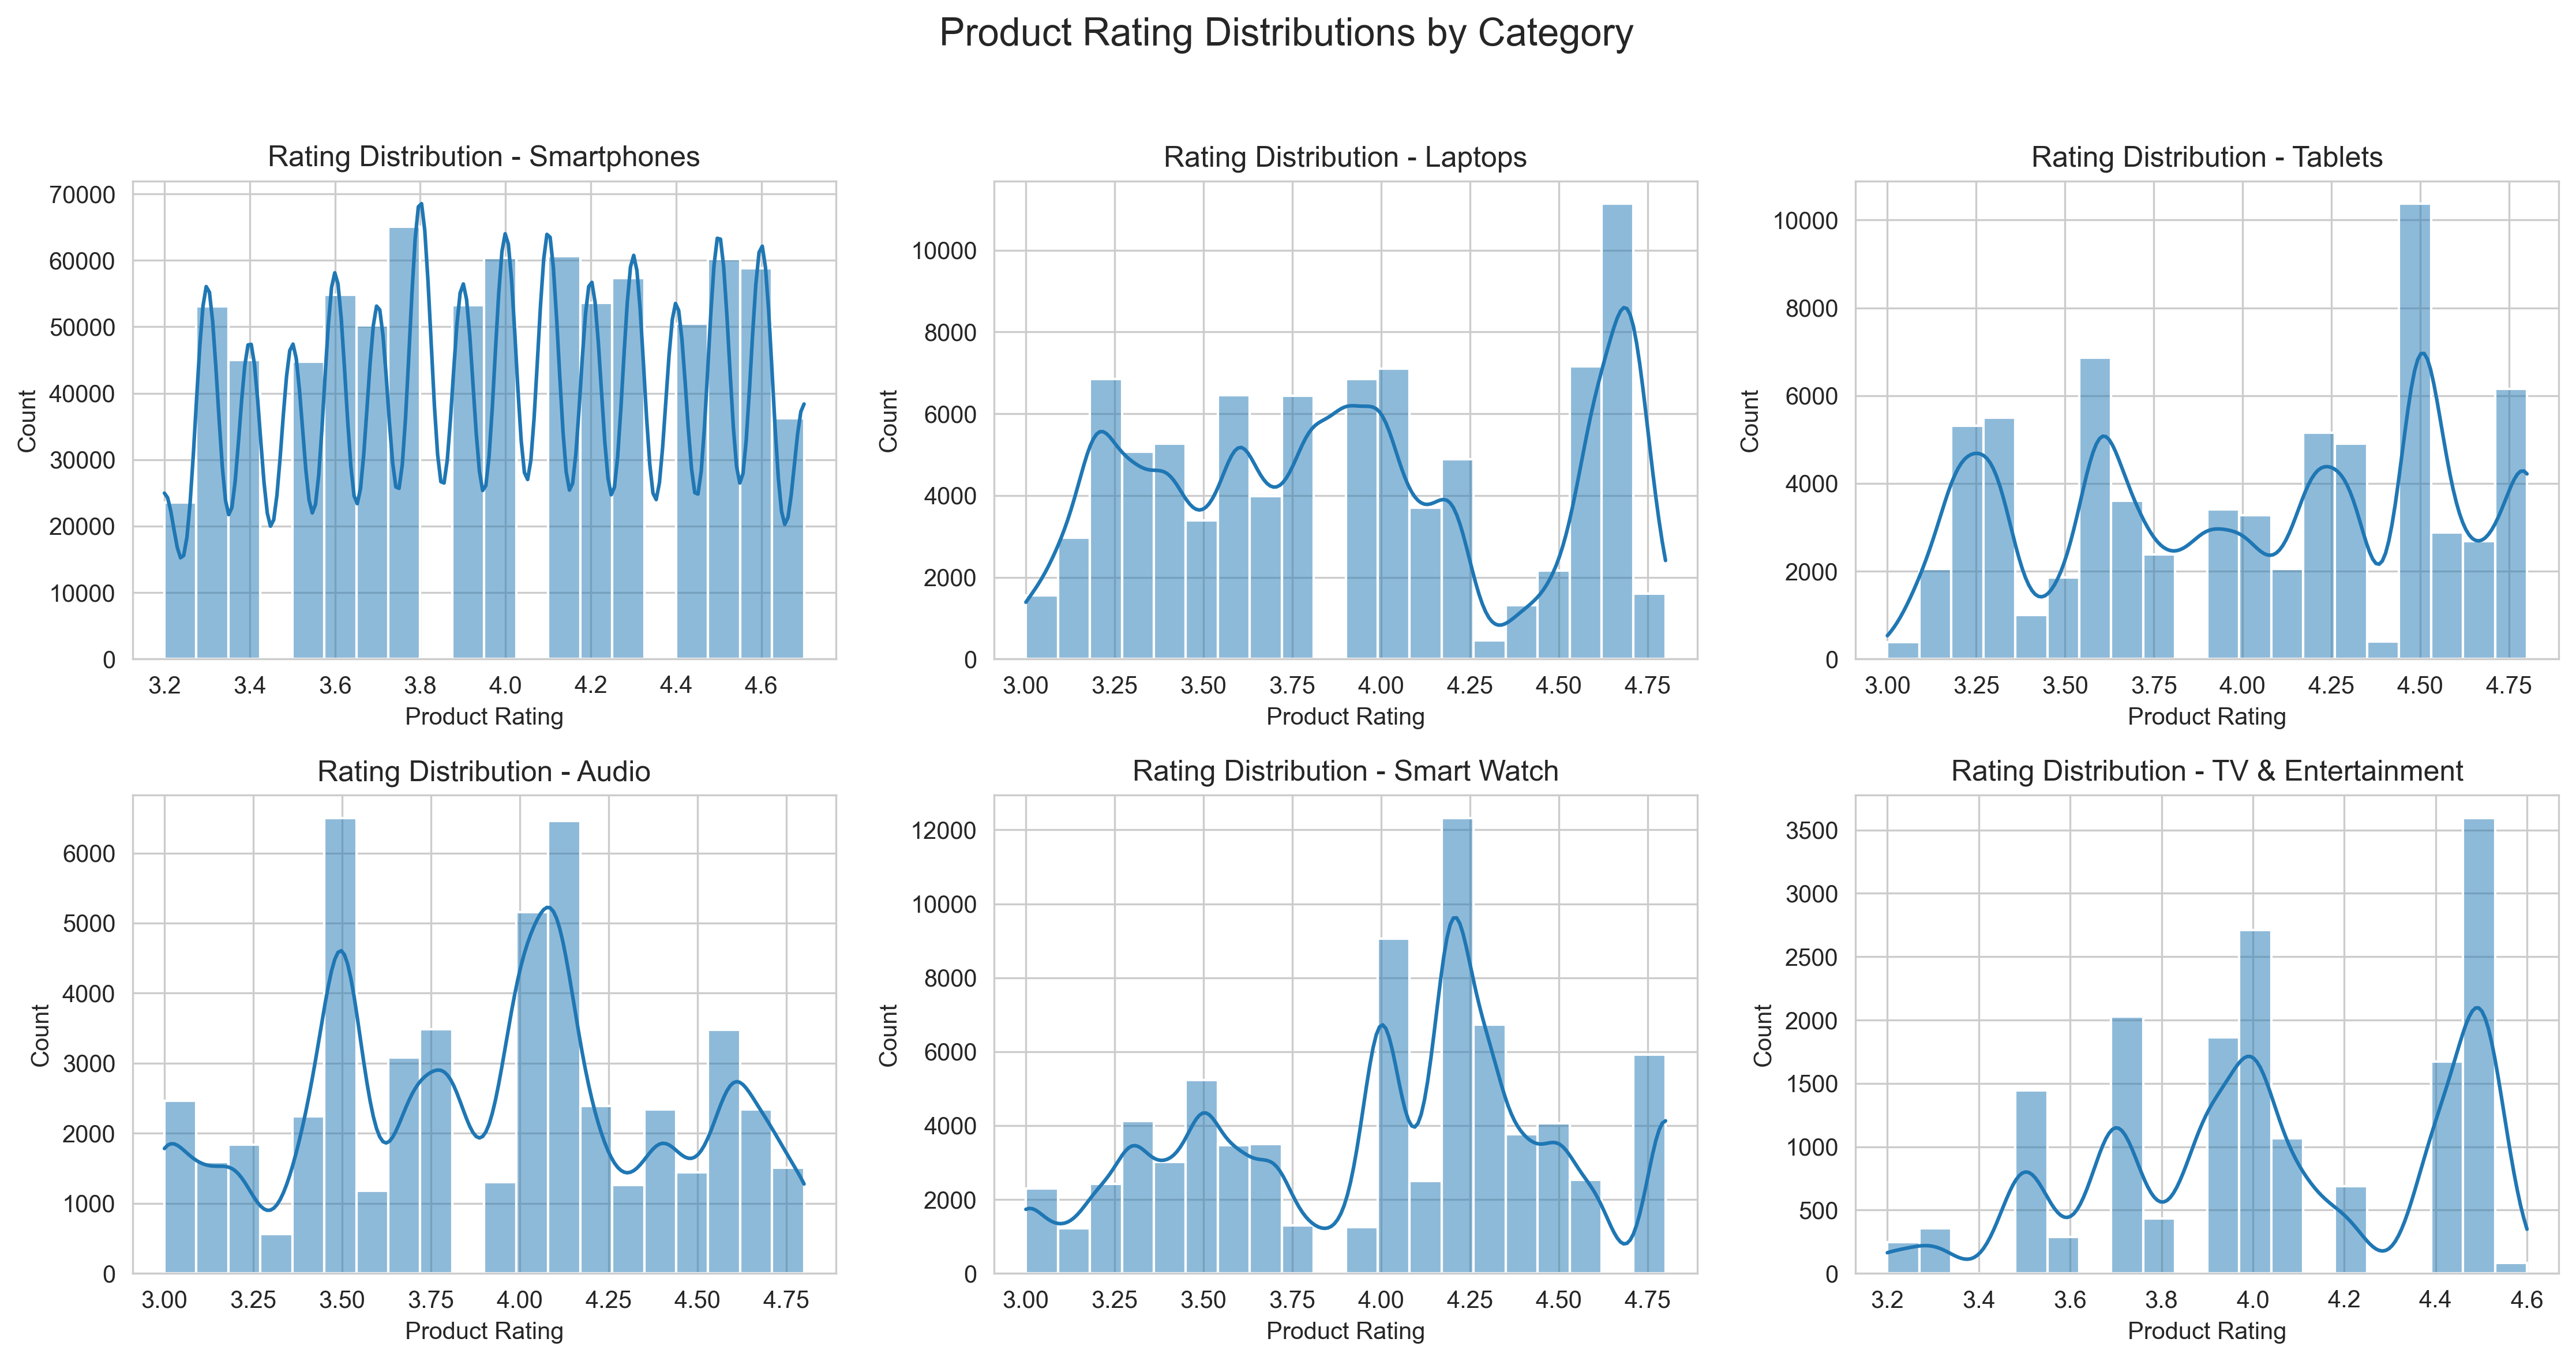 Product Rating Distributions by Category
Rating Distribution - Smartphones
70000
60000
50000
40000
30000
20000
10000
0
Count
3.2 3.4 3.6 3.8 4.0 4.2 4.4 4.6
Product Rating
Rating Distribution - Laptops
10000
8000
6000
4000
2000
0
Count
3.00 3.25 3.50 3.75 4.00 4.25 4.50 4.75
Product Rating
Rating Distribution - Tablets
10000
8000
6000
4000
2000
0
Count
3.00 3.25 3.50 3.75 4.00 4.25 4.50 4.75
Product Rating
Rating Distribution - Audio
6000
5000
4000
3000
2000
1000
0
Count
3.00 3.25 3.50 3.75 4.00 4.25 4.50 4.75
Product Rating
Rating Distribution - Smart Watch
12000
10000
8000
6000
4000
2000
0
Count
3.00 3.25 3.50 3.75 4.00 4.25 4.50 4.75
Product Rating
Rating Distribution - TV & Entertainment
3500
3000
2500
2000
1500
1000
500
0
Count
3.2 3.4 3.6 3.8 4.0 4.2 4.4 4.6
Product Rating